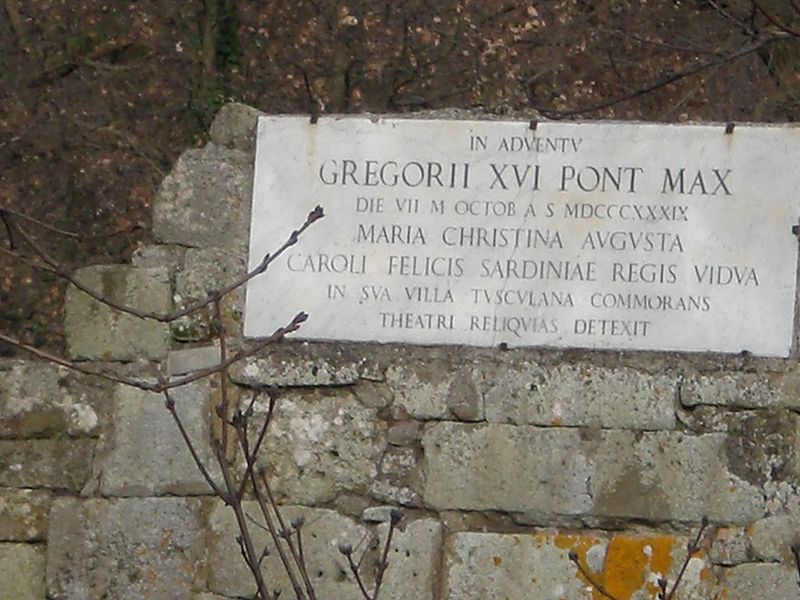 IN ADVENTV
GREGORII XVI PONT MAX
DIE VII M OCTOB A S MDCCCXXXIX
MARIA CHRISTINA AVGVSTA
CAROLI FELICIS SARDINIAE REGIS VIDVA
IN SVA VILLA TVSCVLANA COMMORANS
THEATRI RELIQVIAS DETEXIT